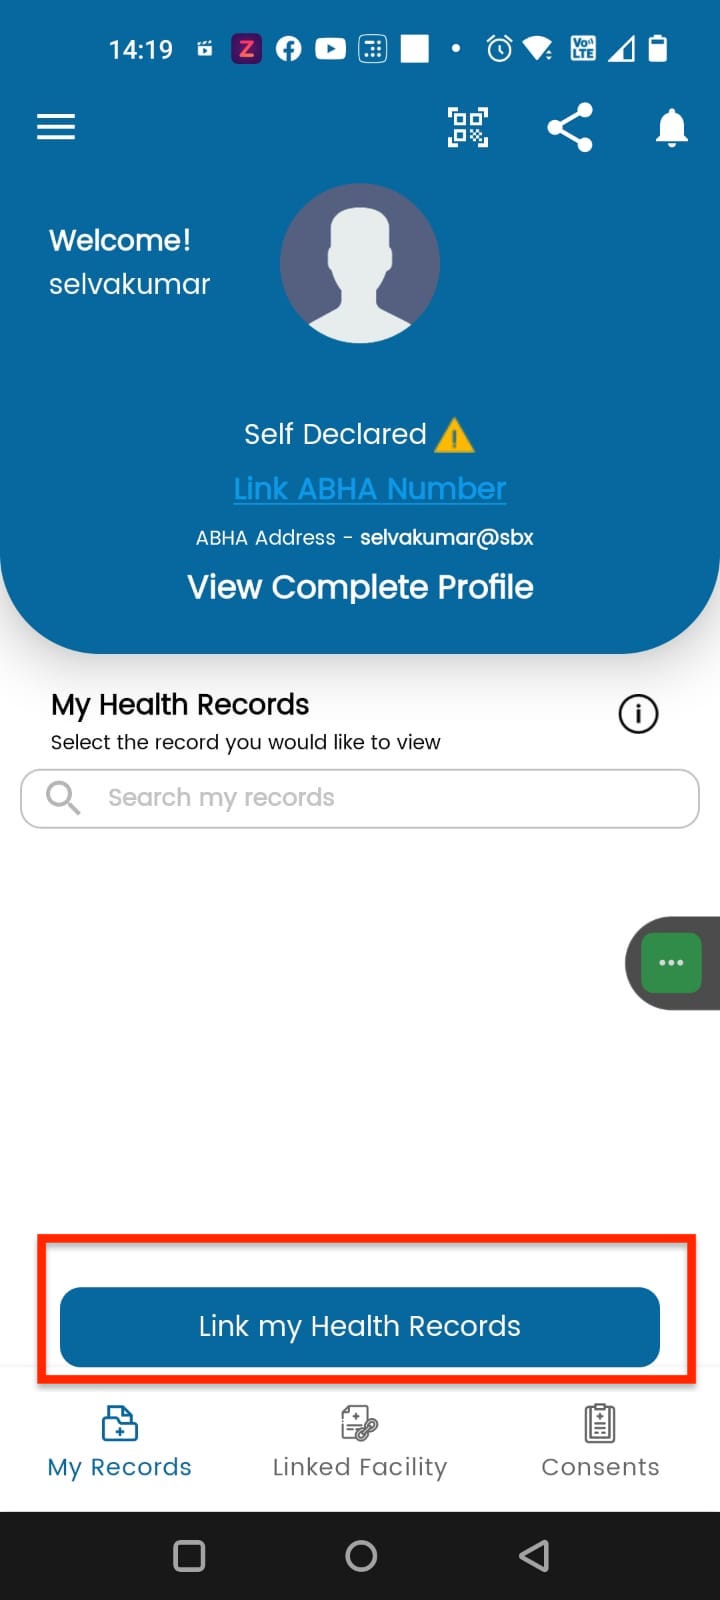 14:19
Welcome!
selvakumar
Self Declared
Link ABHA Number
ABHA Address - selvakumar@sbx
View Complete Profile
My Health Records
Select the record you would like to view
Search my records
Link my Health Records
My Records Linked Facility Consents